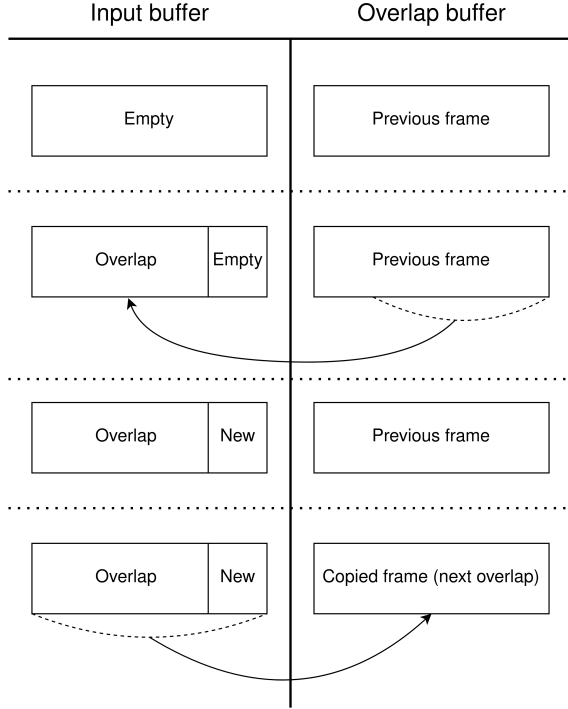 Input buffer
Overlap buffer
Empty
Previous frame
Overlap
Empty
Previous frame
Overlap
New
Previous frame
Overlap
New
Copied frame (next overlap)